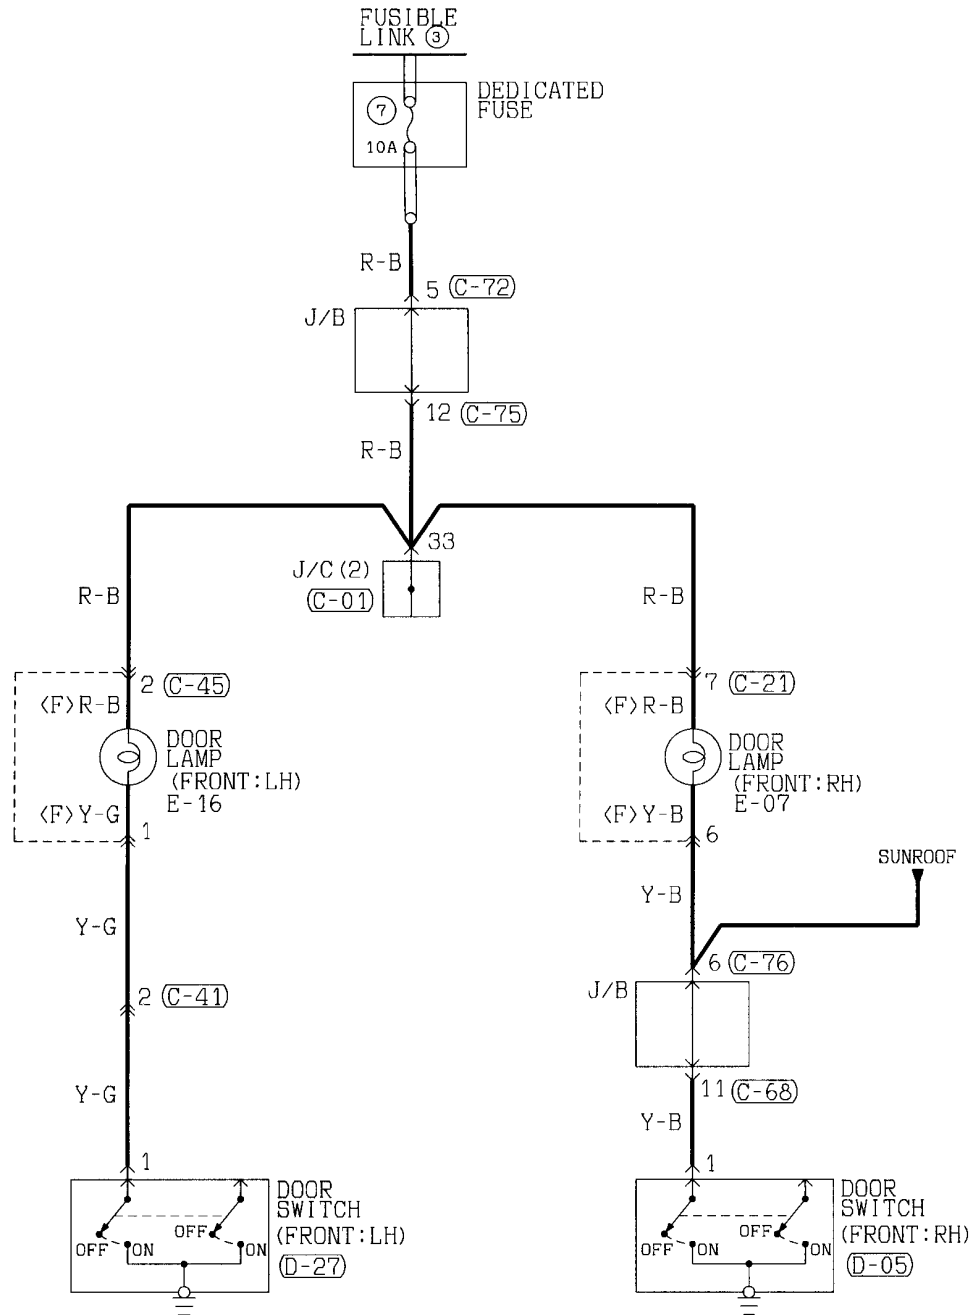 FUSIBLE
LINK ③
DEDICATED
FUSE
⑦
10A
R-B
5 (C-72)
J/B
12 (C-75)
R-B
33
J/C(2)
(C-01)
R-B
R-B
2 (C-45)
7 (C-21)
<F>R-B
<F>R-B
DOOR
LAMP
(FRONT:LH)
E-16
DOOR
LAMP
(FRONT:RH)
E-07
<F>Y-G
<F>Y-B
1
6
SUNROOF
Y-B
Y-G
6 (C-76)
J/B
2 (C-41)
Y-G
11 (C-68)
Y-B
1
1
DOOR
SWITCH
(FRONT:LH)
(D-27)
OFF
OFF
ON
ON
DOOR
SWITCH
(FRONT:RH)
(D-05)
OFF
OFF
ON
ON